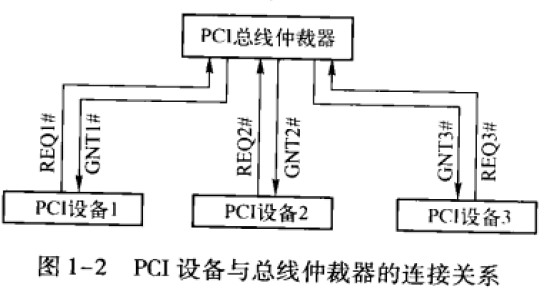 PCI总线仲裁器
REQ1#
GNT1#
REQ2#
GNT2#
GNT3#
REQ3#
PCI设备1
PCI设备2
PCI设备3
图 1-2 PCI 设备与总线仲裁器的连接关系